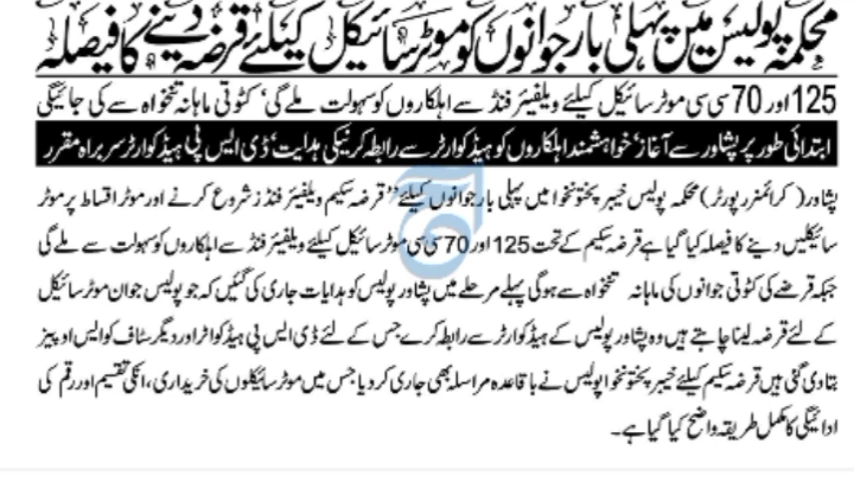 محکمہ پولیس میں پہلی بار جوانوں کو موٹر سائیکل کیلئے قرضہ دینے کا فیصلہ
125 اور 70 سی سی موٹر سائیکل کیلئے ویلفیئر فنڈ سے اہلکاروں کو سہولت ملے گی‘ کٹوتی ماہانہ تنخواہ سے کی جائیگی
ابتدائی طور پر پشاور سے آغاز‘ خواہشمند اہلکاروں کو ہیڈ کوارٹر سے رابطہ کرنیکی ہدایت‘ ڈی ایس پی ہیڈ کوارٹر سربراہ مقرر
پشاور( کرائمز رپورٹر) محکمہ پولیس خیبر پختونخوا میں پہلی بار جوانوں کیلئے ’’ قرضہ سکیم ویلفیئر فنڈز شروع کرنے اور موٹر اقساط پر موٹر
سائیکلیں دینے کا فیصلہ کیا گیا ہے قرضہ سکیم کے تحت 125 اور 70 سی سی موٹر سائیکل کیلئے ویلفیئر فنڈ سے اہلکاروں کو سہولت سے ملے گی
جبکہ قرضے کی کٹوتی جوانوں کی ماہانہ تنخواہ سے ہوگی پہلے مرحلے میں پشاور پولیس کو ہدایات جاری کی گئیں کہ جو پولیس جوان موٹر سائیکل
کے لئے قرضہ لینا چاہتے ہیں وہ پشاور پولیس کے ہیڈ کوارٹر سے رابطہ کرے جس کے لئے ڈی ایس پی ہیڈ کواٹر اور دیگر سٹاف کو ایس او پیز
بتا دی گئی ہیں قرضہ سکیم کیلئے خیبر پختونخوا پولیس نے باقاعدہ مراسلہ بھی جاری کردیا جس میں موٹر سائیکلوں کی خریداری، انکی تقسیم اور رقم کی
ادائیگی کا مکمل طریقہ واضح کیا گیا ہے۔